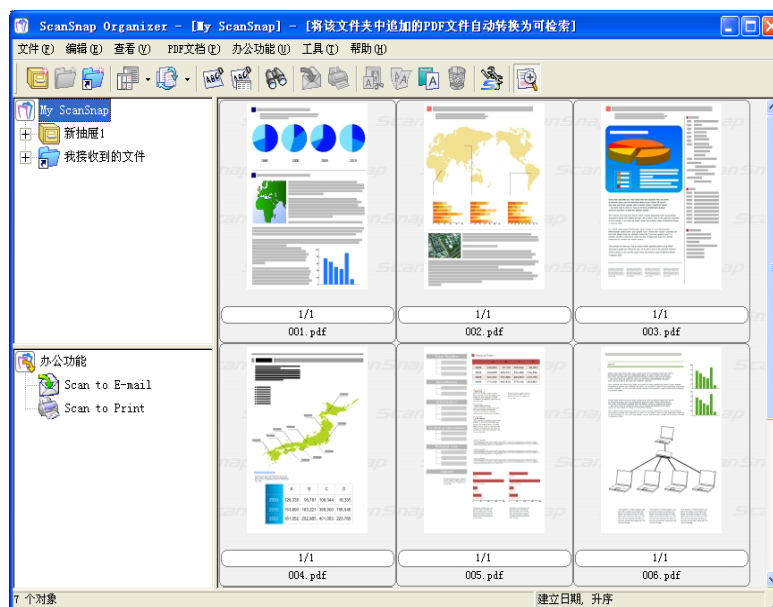 ScanSnap Organizer - [My ScanSnap] - [将该文件夹中追加的PDF文件自动转换为可检索]
文件(F) 编辑(E) 查看(V) PDF文档(P) 办公功能(U) 工具(T) 帮助(H)
My ScanSnap
新抽屉1
我接收到的文件
1/1
1/1
1/1
001.pdf
002.pdf
003.pdf
办公功能
Scan to E-mail
Scan to Print
A B C D
1/1
1/1
1/1
004.pdf
005.pdf
006.pdf
7 个对象
建立日期, 升序